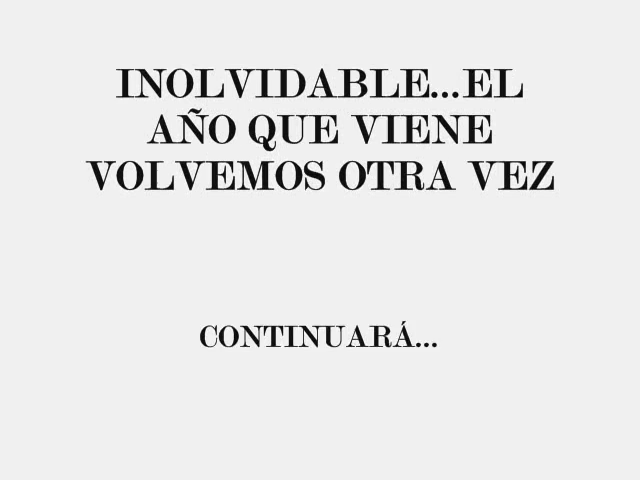 INOLVIDABLE...EL
AÑO QUE VIENE
VOLVEMOS OTRA VEZ
CONTINUARÁ...